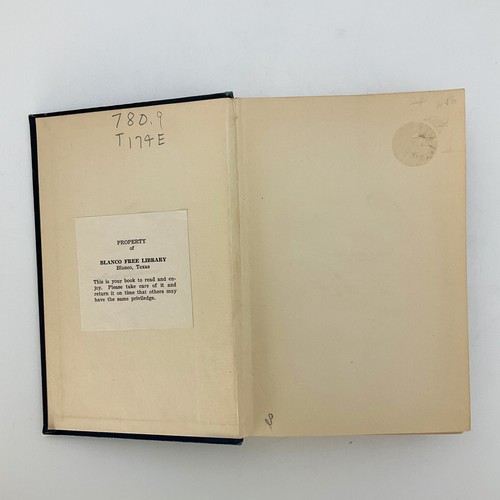 780.9
T174E
PROPERTY
of
BLANCO FREE LIBRARY
Blanco, Texas
This is your book to read and en-
joy. Please take care of it and
return it on time that others may
have the same priviledge.